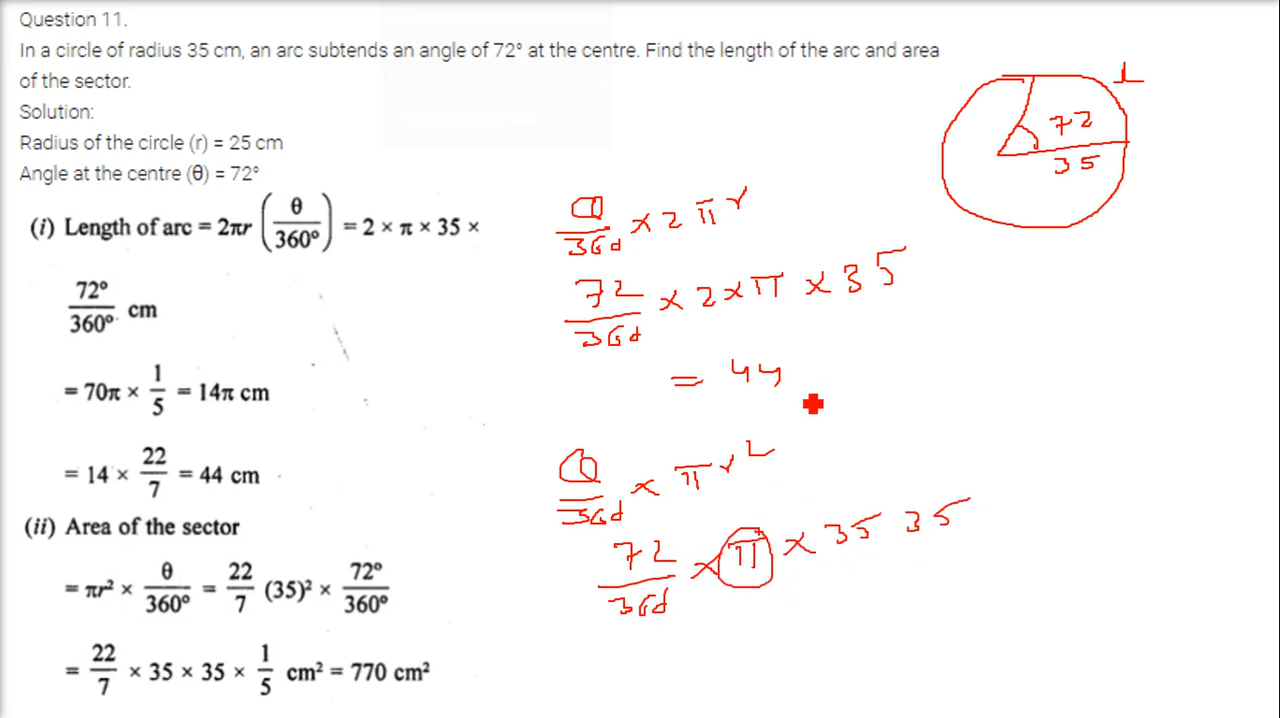 Question 11.
In a circle of radius 35 cm, an arc subtends an angle of 72° at the centre. Find the length of the arc and area
of the sector.
Solution:
Radius of the circle (r) = 25 cm
Angle at the centre (θ) = 72°
(i) Length of arc = 2πr (θ/360°) = 2 × π × 35 ×
72°/360° cm
= 70π × 1/5 = 14π cm
= 14 × 22/7 = 44 cm
(ii) Area of the sector
= πr² × θ/360° = 22/7 (35)² × 72°/360°
= 22/7 × 35 × 35 × 1/5 cm² = 770 cm²
L
72
35
θ/360 × 2πr
72/360 × 2×π × 35
= 44
θ/360 × πr²
72/360 × π × 35 35